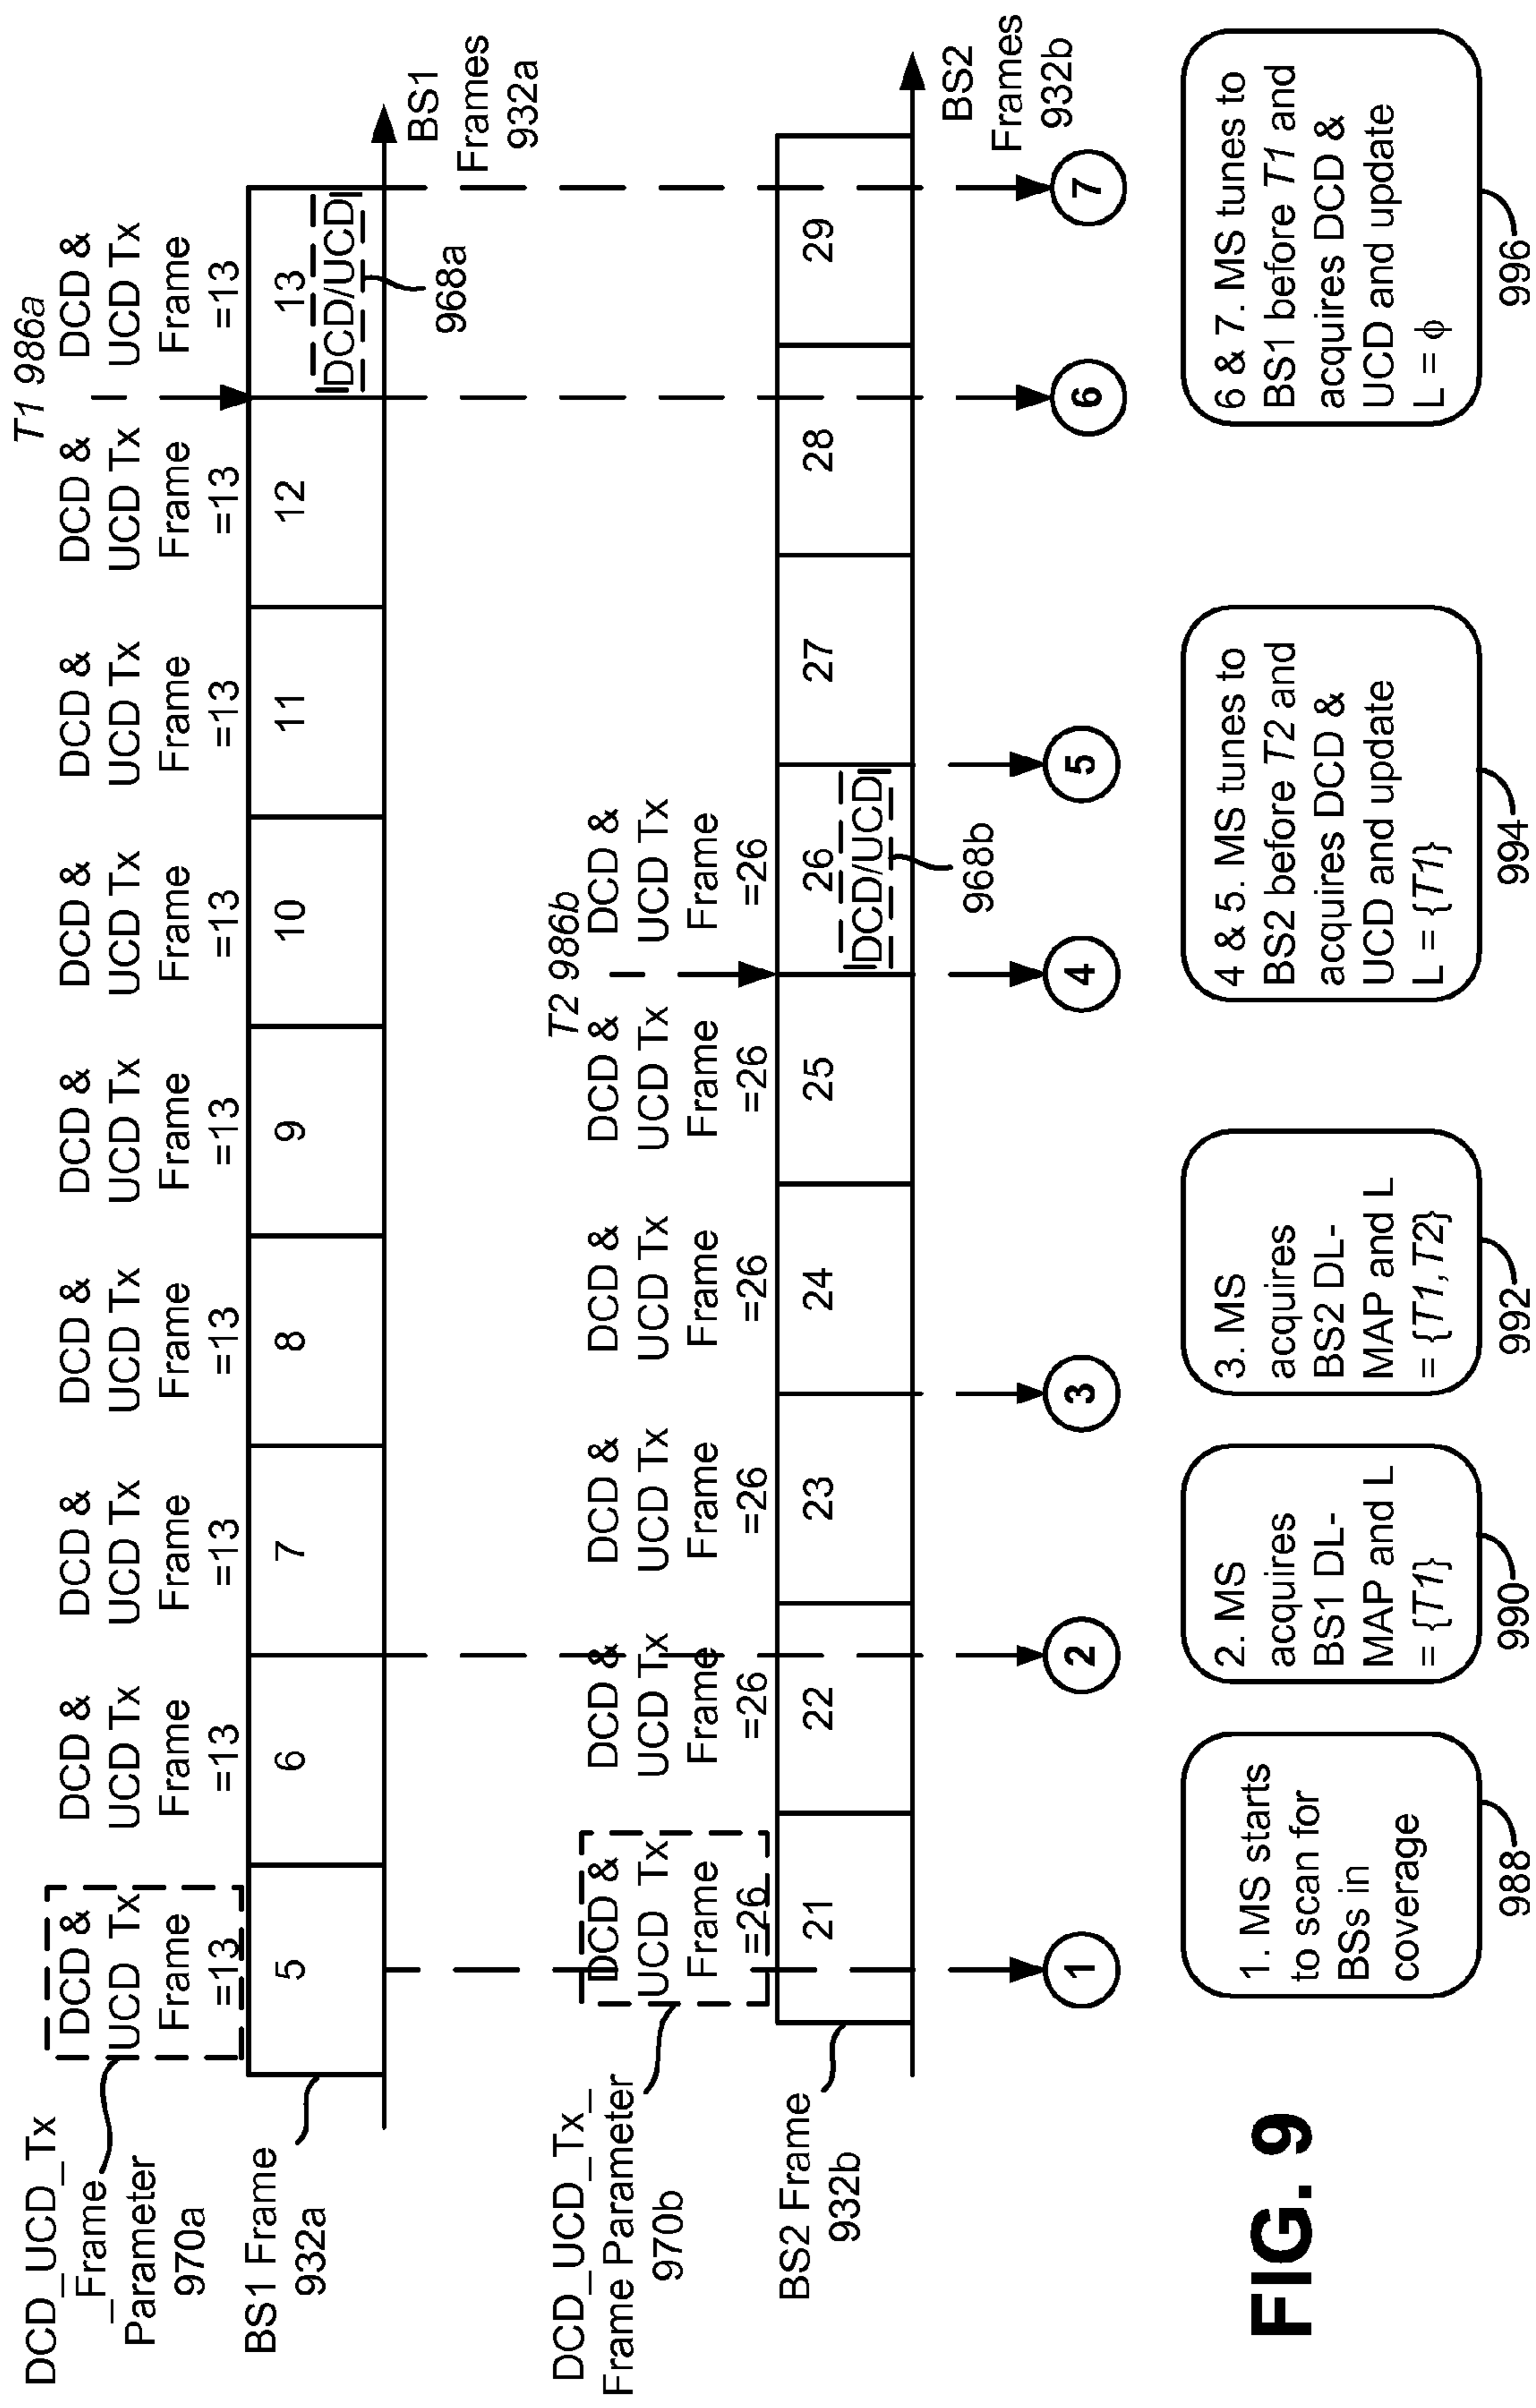 DCD_UCD_Tx
_Frame_
Parameter
970a
DCD &
UCD Tx
Frame
=13
DCD &
UCD Tx
Frame
=13
DCD &
UCD Tx
Frame
=13
DCD &
UCD Tx
Frame
=13
DCD &
UCD Tx
Frame
=13
DCD &
UCD Tx
Frame
=13
DCD &
UCD Tx
Frame
=13
DCD &
UCD Tx
Frame
=13
T1 986a
DCD &
UCD Tx
Frame
=13
BS1 Frame
932a
5
6
7
8
9
10
11
12
13
DCD/UCD
968a
BS1
Frames
932a
DCD_UCD_Tx_
Frame Parameter
970b
DCD &
UCD Tx
Frame
=26
DCD &
UCD Tx
Frame
=26
DCD &
UCD Tx
Frame
=26
DCD &
UCD Tx
Frame
=26
DCD &
UCD Tx
Frame
=26
T2 986b
DCD &
UCD Tx
Frame
=26
BS2 Frame
932b
21
22
23
24
25
26
DCD/UCD
968b
27
28
29
BS2
Frames
932b
1
2
3
4
5
6
7
1. MS starts
to scan for
BSs in
coverage
988
2. MS
acquires
BS1 DL-
MAP and L
= {T1}
990
3. MS
acquires
BS2 DL-
MAP and L
= {T1,T2}
992
4 & 5. MS tunes to
BS2 before T2 and
acquires DCD &
UCD and update
L = {T1}
994
6 & 7. MS tunes to
BS1 before T1 and
acquires DCD &
UCD and update
L = ϕ
996
FIG. 9